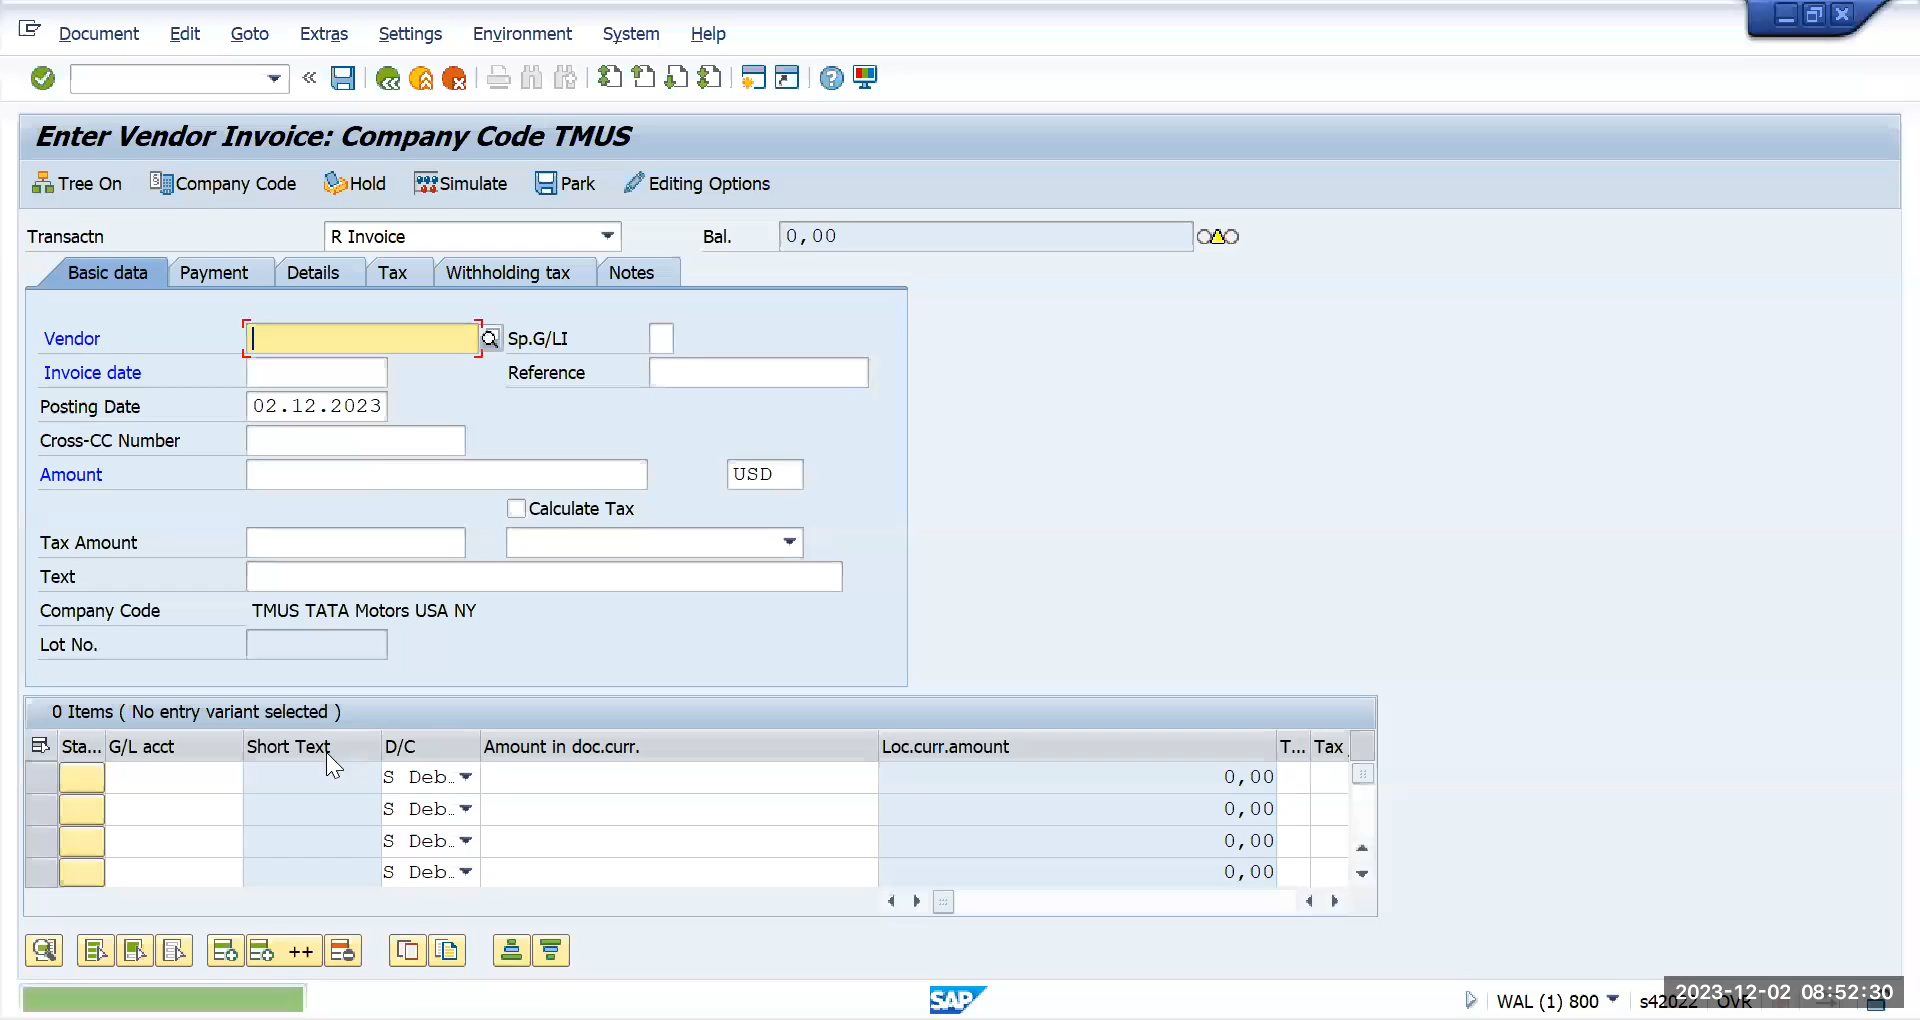 Document Edit Goto Extras Settings Environment System Help
Enter Vendor Invoice: Company Code TMUS
Tree On Company Code Hold Simulate Park Editing Options
Transactn R Invoice Bal. 0,00
Basic data Payment Details Tax Withholding tax Notes
Vendor Sp.G/LI
Invoice date Reference
Posting Date 02.12.2023
Cross-CC Number
Amount USD
Calculate Tax
Tax Amount
Text
Company Code TMUS TATA Motors USA NY
Lot No.
0 Items ( No entry variant selected )
Sta... G/L acct Short Text D/C Amount in doc.curr. Loc.curr.amount T... Tax
S Deb.. 0,00
S Deb.. 0,00
S Deb.. 0,00
S Deb.. 0,00
++
SAP WAL (1) 800 s42022 OVR
2023-12-02 08:52:30